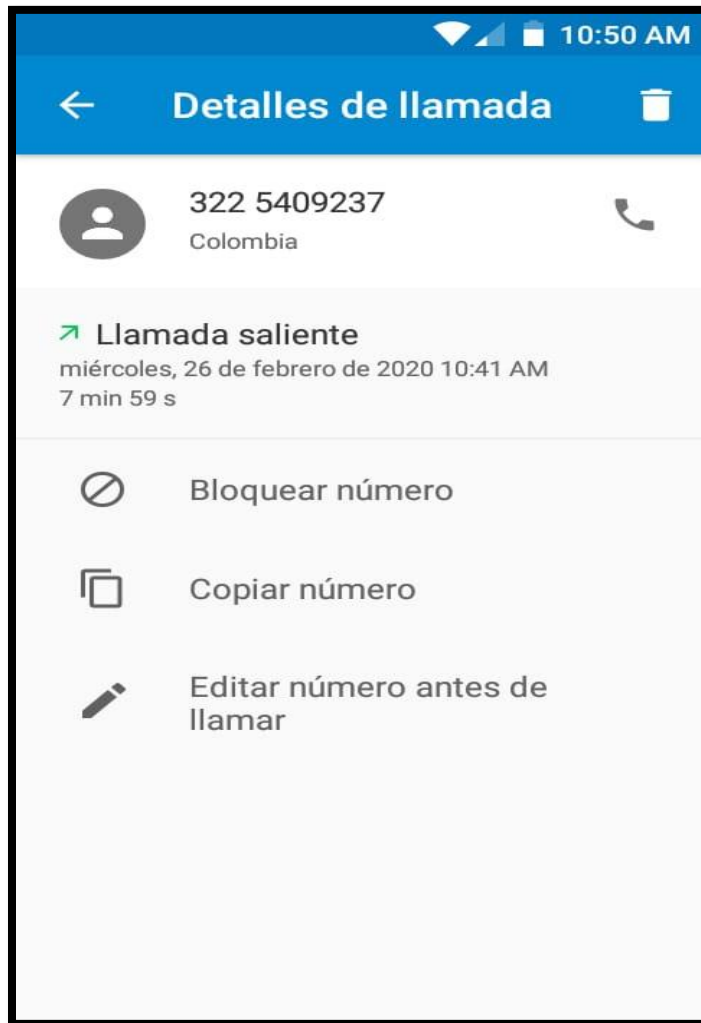 10:50 AM
Detalles de llamada
322 5409237
Colombia
Llamada saliente
miércoles, 26 de febrero de 2020 10:41 AM
7 min 59 s
Bloquear número
Copiar número
Editar número antes de
llamar